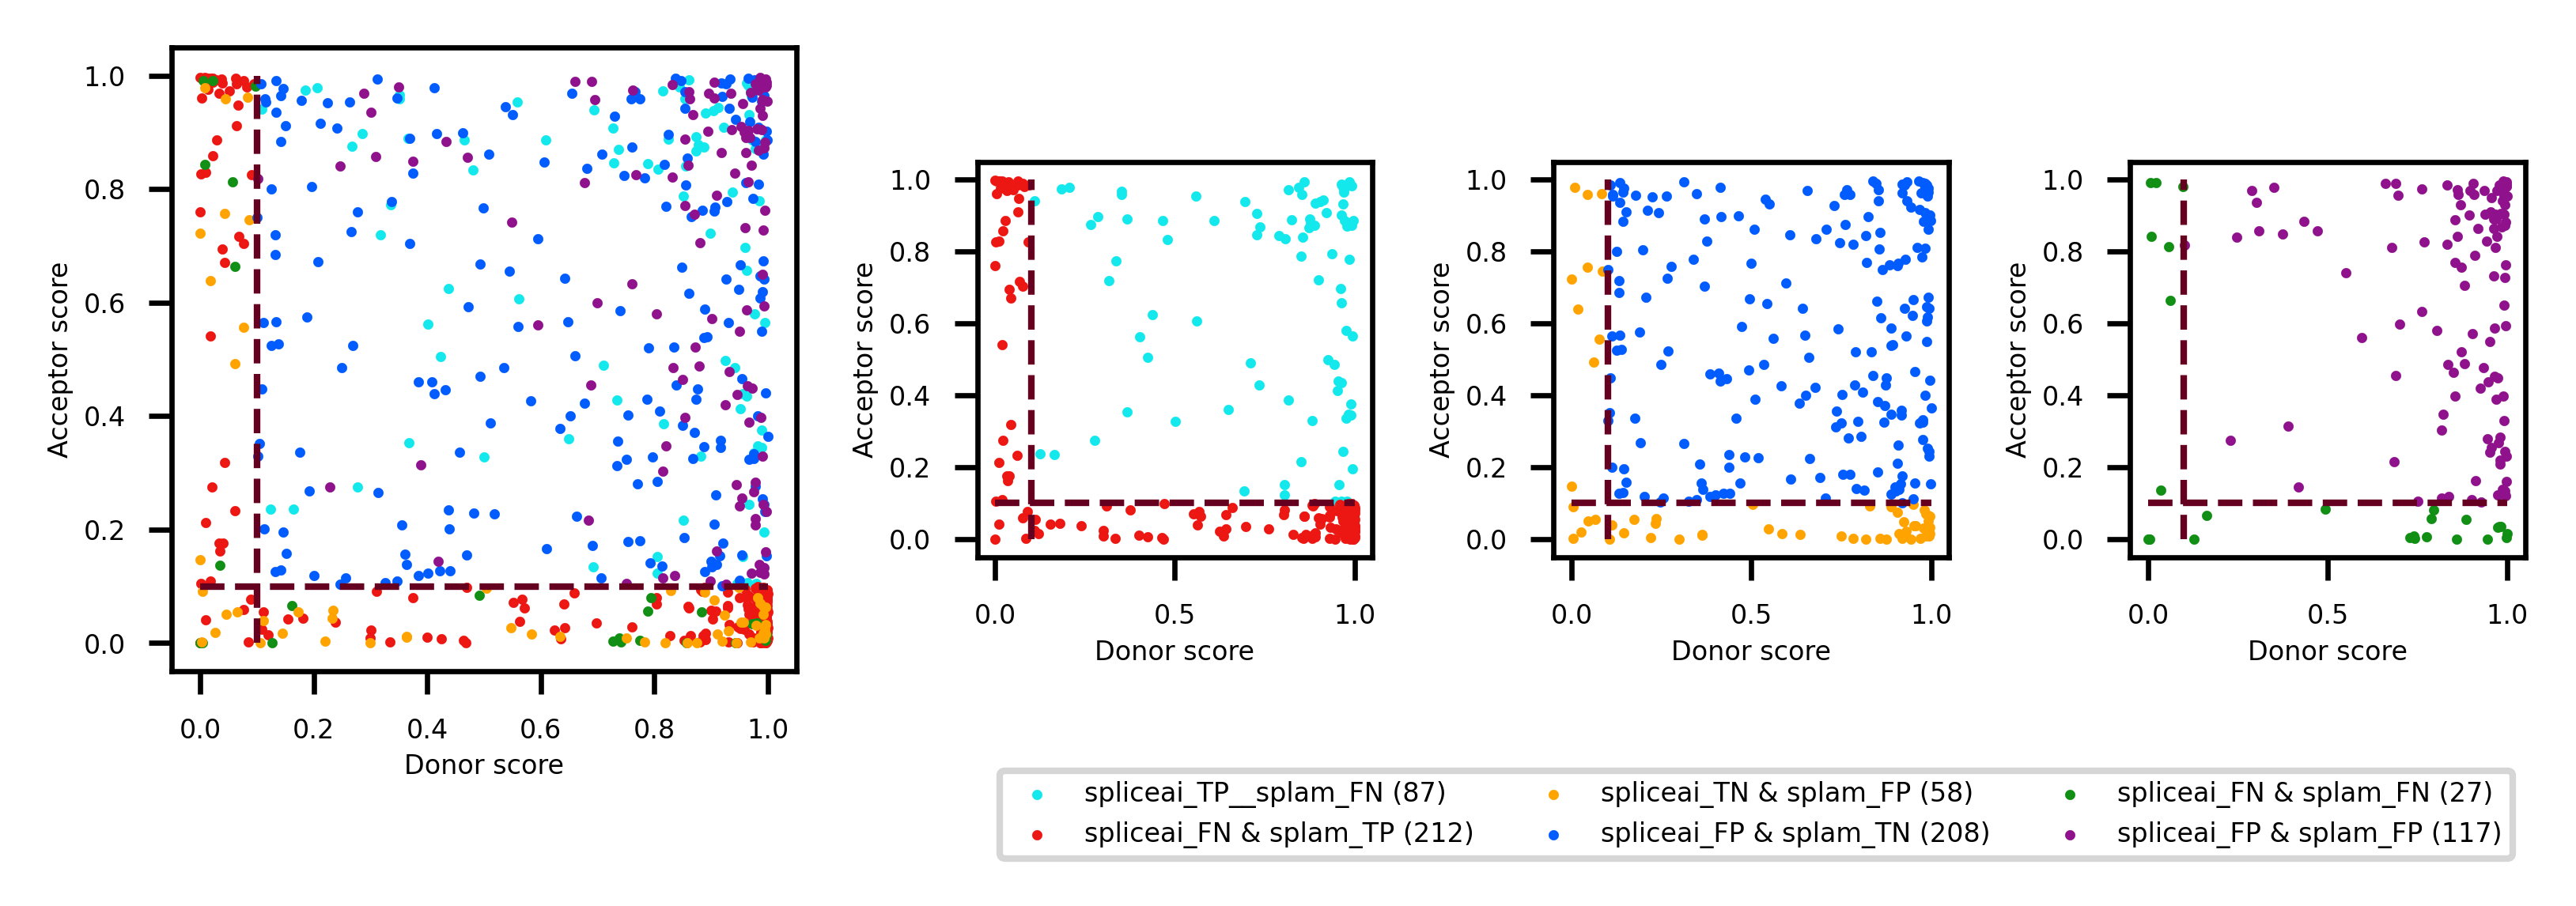 1.0
0.8
0.6
0.4
0.2
0.0
Acceptor score
0.0 0.2 0.4 0.6 0.8 1.0
Donor score
1.0
0.8
0.6
0.4
0.2
0.0
Acceptor score
0.0 0.5 1.0
Donor score
1.0
0.8
0.6
0.4
0.2
0.0
Acceptor score
0.0 0.5 1.0
Donor score
1.0
0.8
0.6
0.4
0.2
0.0
Acceptor score
0.0 0.5 1.0
Donor score
spliceai_TP__splam_FN (87)
spliceai_FN & splam_TP (212)
spliceai_TN & splam_FP (58)
spliceai_FP & splam_TN (208)
spliceai_FN & splam_FN (27)
spliceai_FP & splam_FP (117)